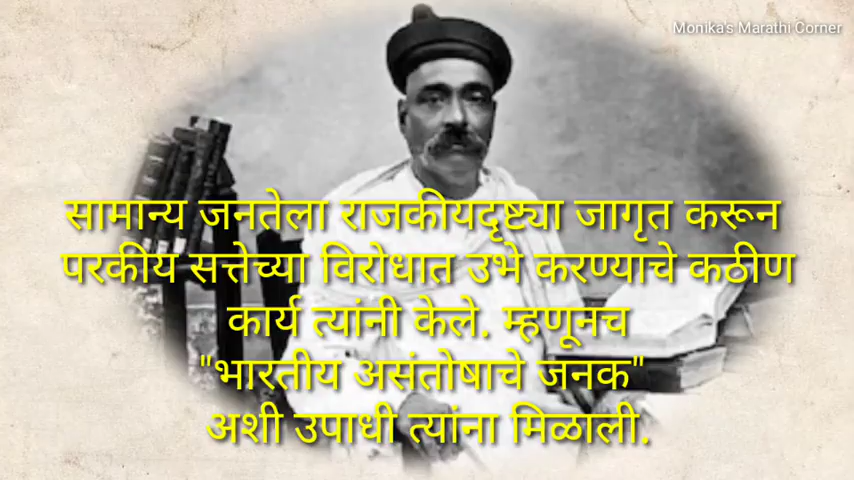 Monika's Marathi Corner
सामान्य जनतेला राजकीयदृष्ट्या जागृत करून
परकीय सत्तेच्या विरोधात उभे करण्याचे कठीण
कार्य त्यांनी केले. म्हणूनच
"भारतीय असंतोषाचे जनक"
अशी उपाधी त्यांना मिळाली.